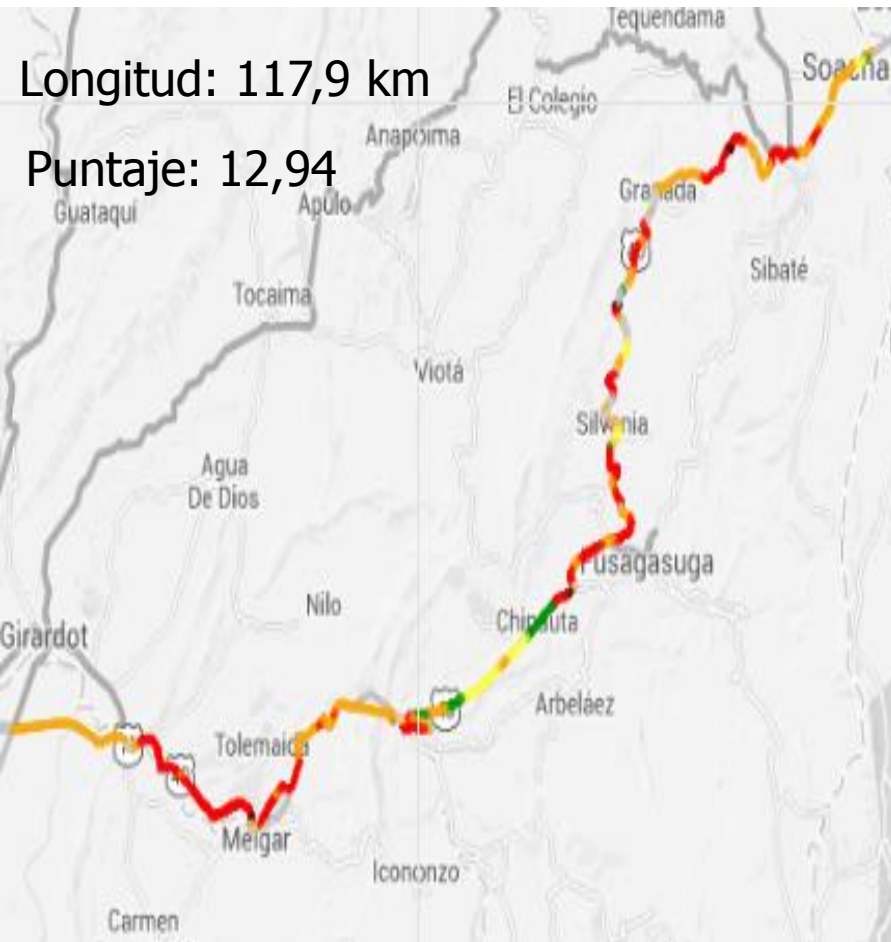 Tequendama
Soacha
Longitud: 117,9 km
El Colegio
Anapoima
Puntaje: 12,94
Granada
Apulo
Guataqui
Sibaté
Tocaima
Viotá
Silvania
Agua
De Dios
Fusagasuga
Nilo
Chinauta
Girardot
Arbeláez
Tolemaida
Melgar
Icononzo
Carmen